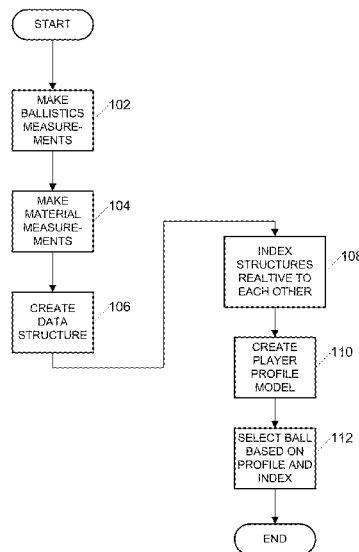 START
MAKE
BALLISTICS
MEASURE-
MENTS
102
MAKE
MATERIAL
MEASURE-
MENTS
104
CREATE
DATA
STRUCTURE
106
INDEX
STRUCTURES
REALTIVE TO
EACH OTHER
108
CREATE
PLAYER
PROFILE
MODEL
110
SELECT BALL
BASED ON
PROFILE AND
INDEX
112
END